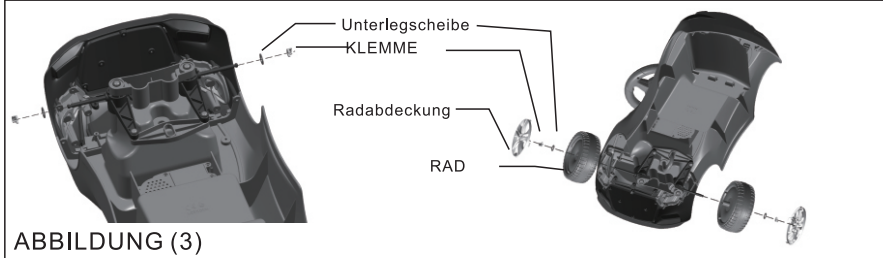 Unterlegscheibe
KLEMME
Radabdeckung
RAD
ABBILDUNG (3)